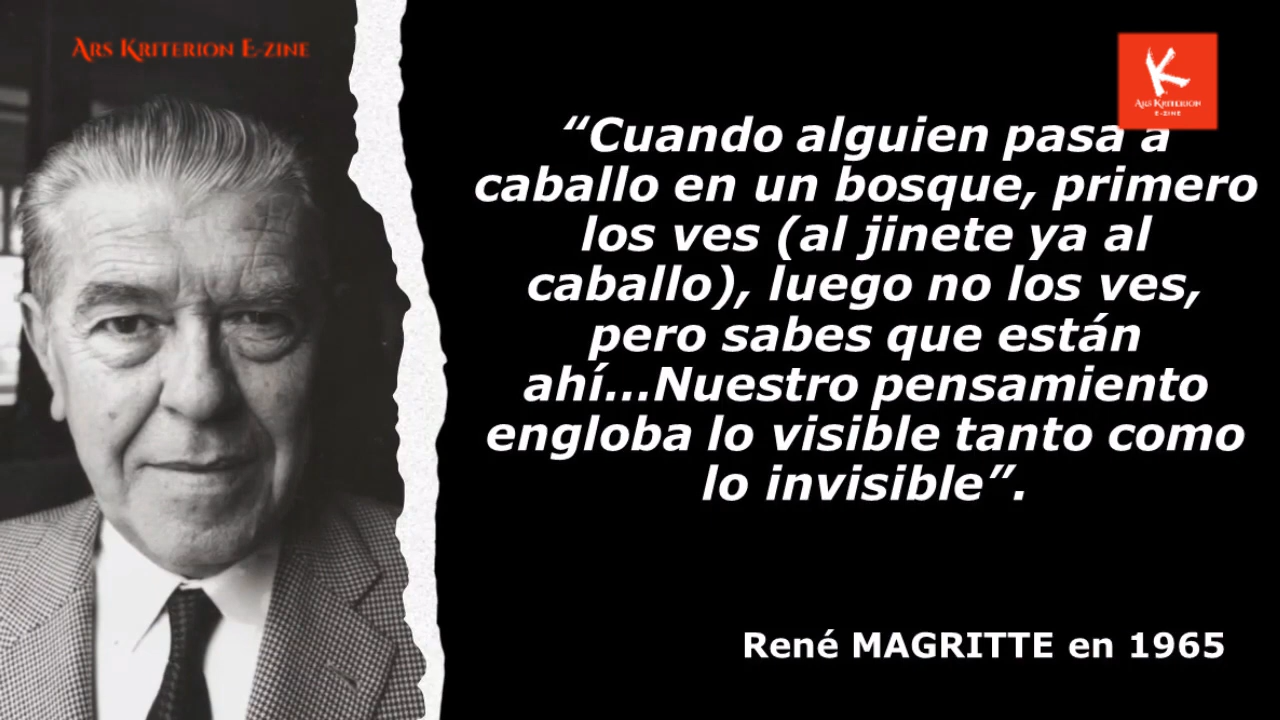 ARS KRITERION E-ZINE
K
ARS KRITERION
E-ZINE
“Cuando alguien pasa a
caballo en un bosque, primero
los ves (al jinete ya al
caballo), luego no los ves,
pero sabes que están
ahí...Nuestro pensamiento
engloba lo visible tanto como
lo invisible”.
René MAGRITTE en 1965